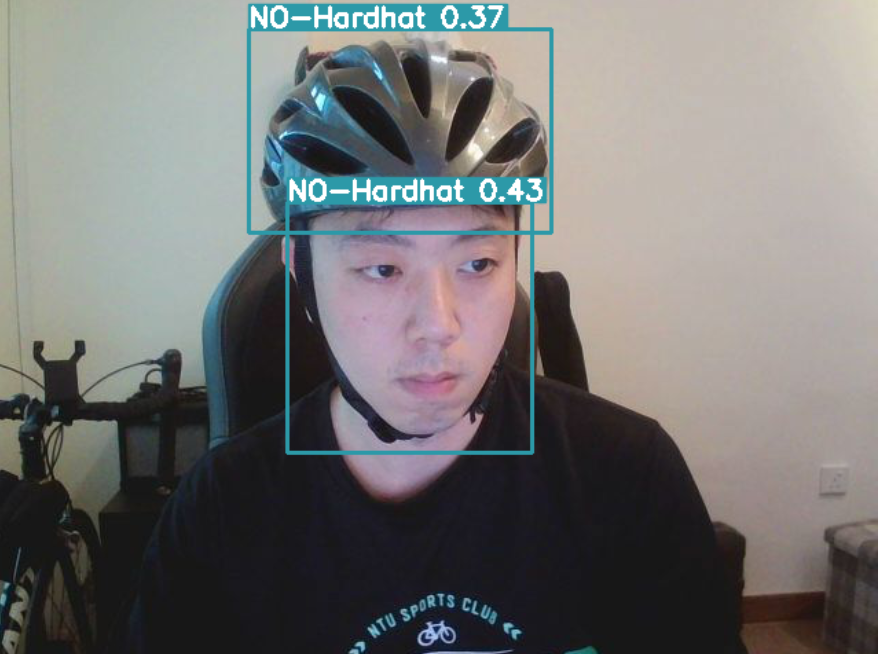 NO-Hardhat 0.37
NO-Hardhat 0.43
NTU SPORTS CLUB